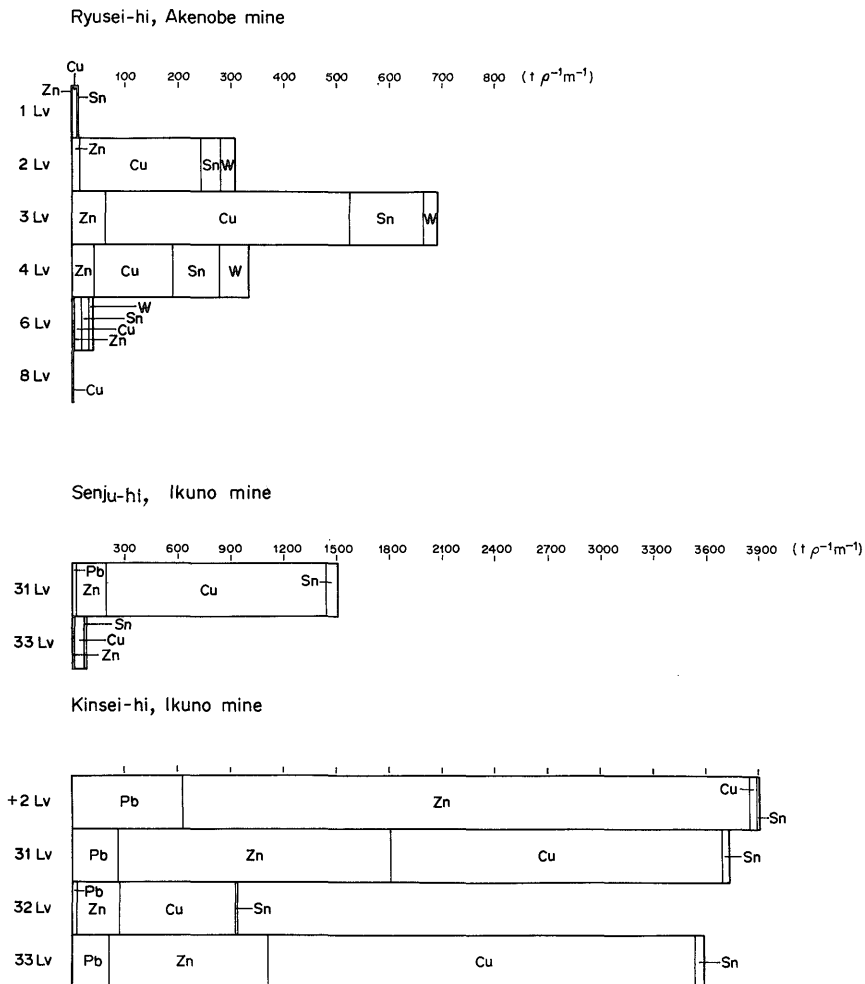 Ryusei-hi, Akenobe mine
Cu
100 200 300 400 500 600 700 800 (t ρ⁻¹m⁻¹)
Zn Sn
1 Lv
Zn
2 Lv Cu Sn W
3 Lv Zn Cu Sn W
4 Lv Zn Cu Sn W
W
6 Lv Sn
Cu
Zn
8 Lv Cu
Senju-hi, Ikuno mine
300 600 900 1200 1500 1800 2100 2400 2700 3000 3300 3600 3900 (t ρ⁻¹m⁻¹)
Pb
31 Lv Zn Cu Sn
Sn
33 Lv Cu
Zn
Kinsei-hi, Ikuno mine
+2 Lv Pb Zn Cu Sn
31 Lv Pb Zn Cu Sn
Pb
32 Lv Zn Cu Sn
33 Lv Pb Zn Cu Sn